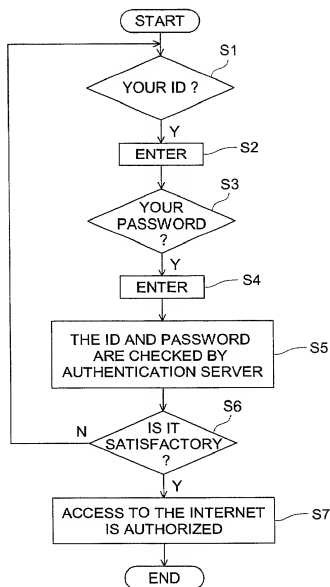 START
S1
YOUR ID ?
Y
ENTER
S2
S3
YOUR
PASSWORD
?
Y
S4
ENTER
THE ID AND PASSWORD
ARE CHECKED BY
AUTHENTICATION SERVER
S5
S6
N
IS IT
SATISFACTORY
?
Y
ACCESS TO THE INTERNET
IS AUTHORIZED
S7
END